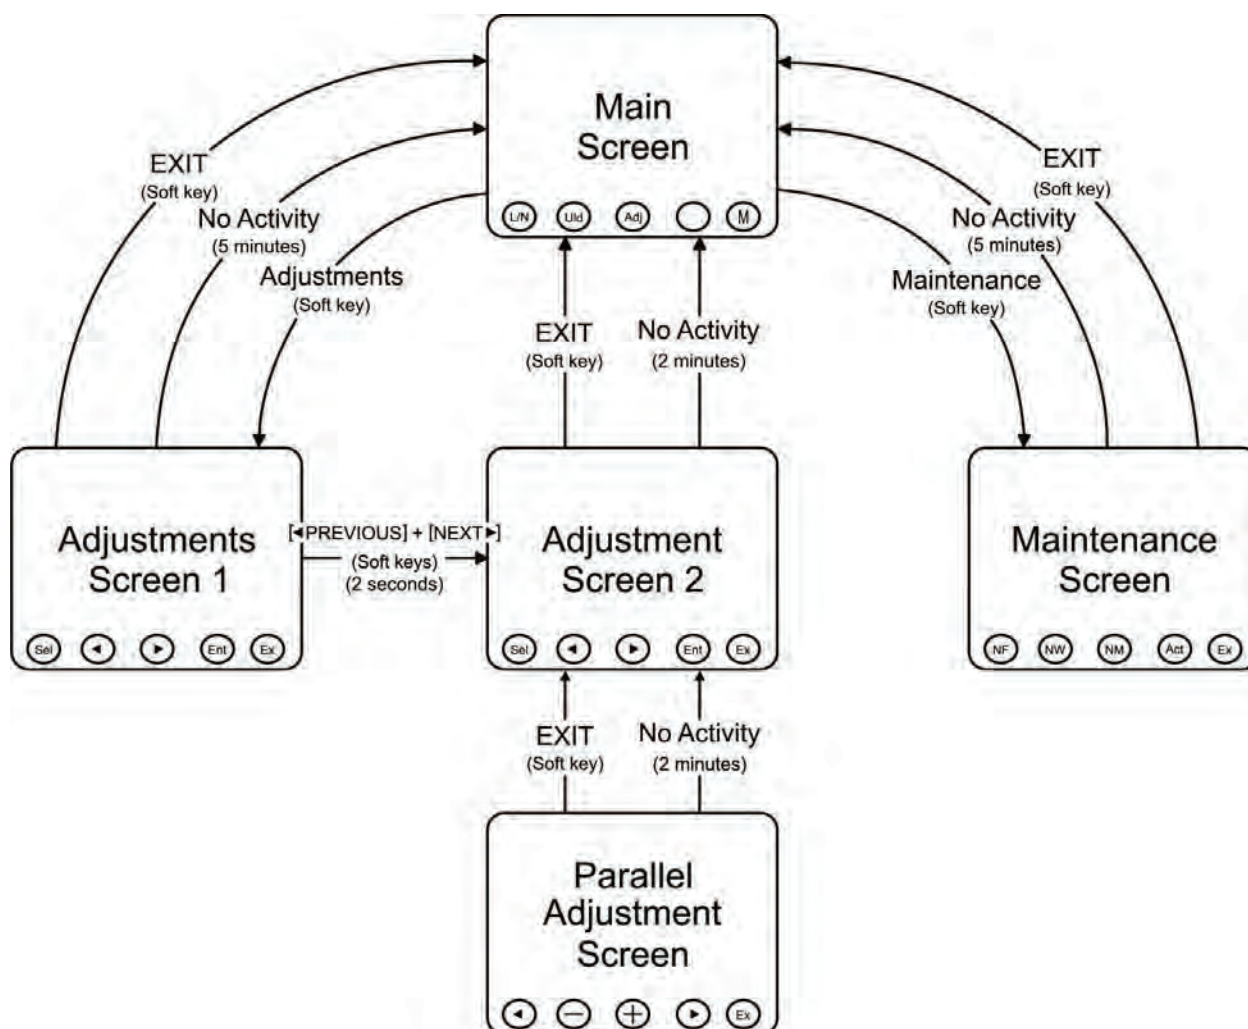 Main
Screen
L/N Uld Adj M
EXIT
(Soft key)
No Activity
(5 minutes)
Adjustments
(Soft key)
EXIT
(Soft key)
No Activity
(2 minutes)
EXIT
(Soft key)
No Activity
(5 minutes)
Maintenance
(Soft key)
Adjustments
Screen 1
Sel ◄ ► Ent Ex
[◄PREVIOUS] + [NEXT►]
(Soft keys)
(2 seconds)
Adjustment
Screen 2
Sel ◄ ► Ent Ex
Maintenance
Screen
NF NW NM Act Ex
EXIT
(Soft key)
No Activity
(2 minutes)
Parallel
Adjustment
Screen
◄ — + ► Ex